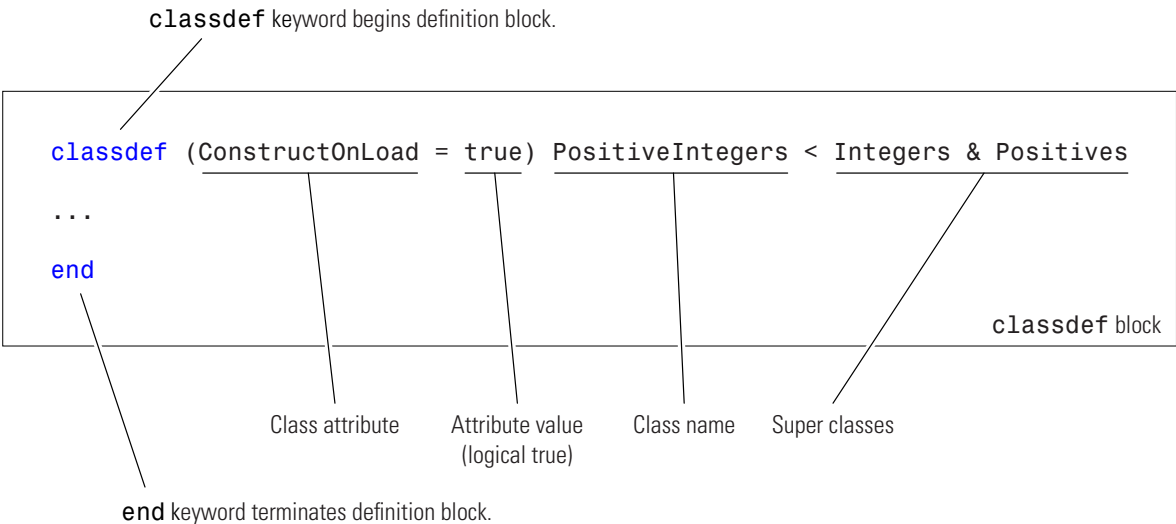 classdef keyword begins definition block.
classdef (ConstructOnLoad = true) PositiveIntegers < Integers & Positives
...
end
classdef block
Class attribute
Attribute value
(logical true)
Class name
Super classes
end keyword terminates definition block.